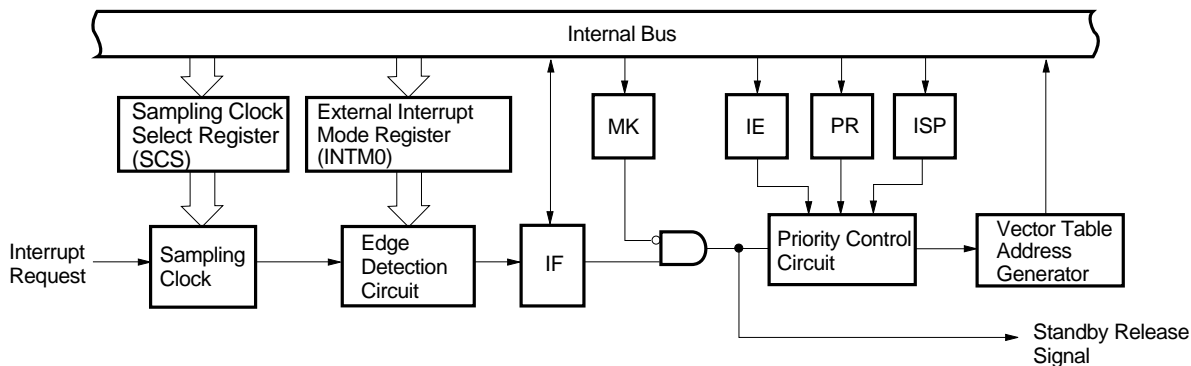 Internal Bus
Sampling Clock
Select Register
(SCS)
External Interrupt
Mode Register
(INTM0)
MK
IE
PR
ISP
Interrupt
Request
Sampling
Clock
Edge
Detection
Circuit
IF
Priority Control
Circuit
Vector Table
Address
Generator
Standby Release
Signal